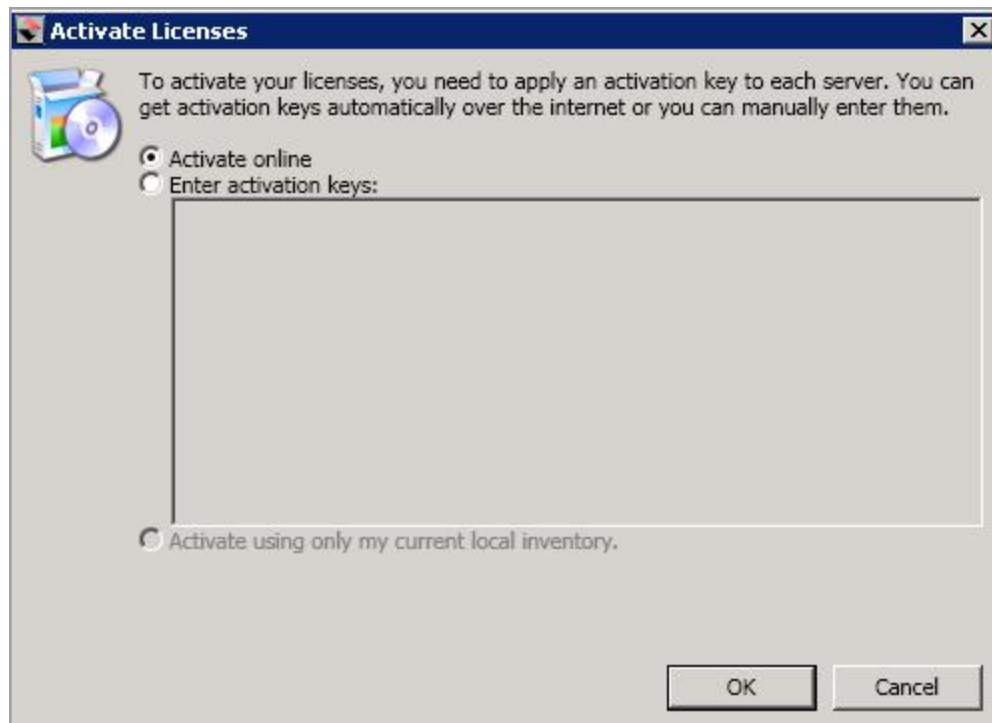 Activate Licenses
To activate your licenses, you need to apply an activation key to each server. You can
get activation keys automatically over the internet or you can manually enter them.
Activate online
Enter activation keys:
Activate using only my current local inventory.
OK
Cancel